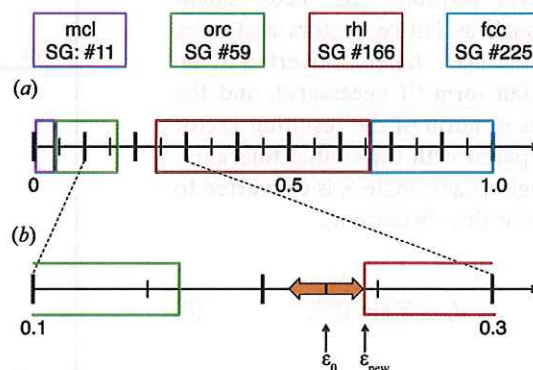 mcl
SG: #11
orc
SG #59
rhl
SG #166
fcc
SG #225
(a)
0
0.5
1.0
(b)
0.1
0.3
ε₀
εₙₑw